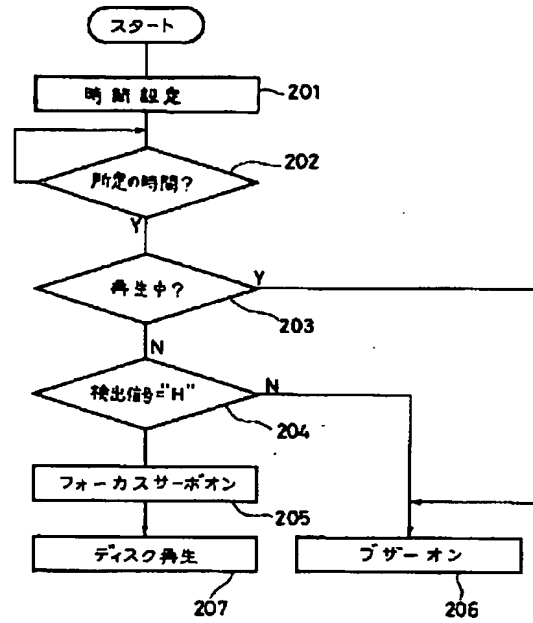 スタート
時間設定
201
所定の時間?
202
Y
再生中?
Y
203
N
検出信号="H"
N
204
フォーカスサーボオン
205
ディスク再生
ブザーオン
207
206